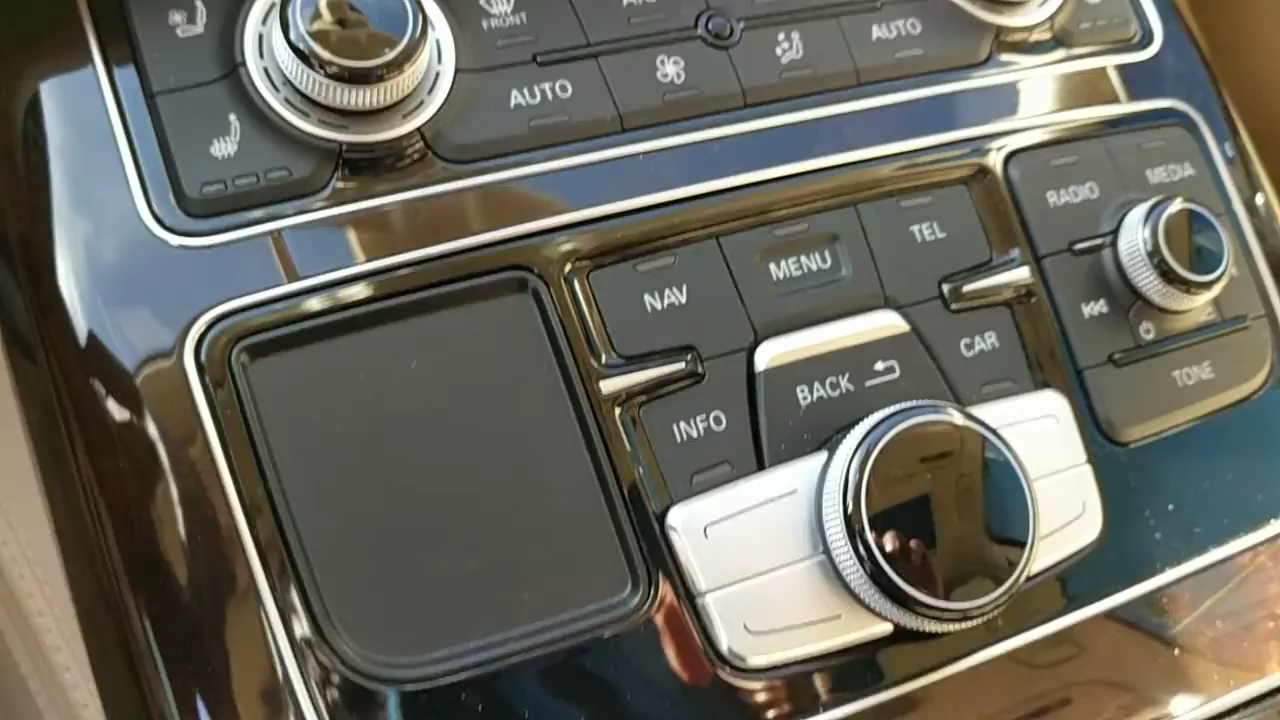 FRONT
AUTO
AUTO
NAV
MENU
TEL
INFO
BACK
CAR
RADIO
MEDIA
TONE